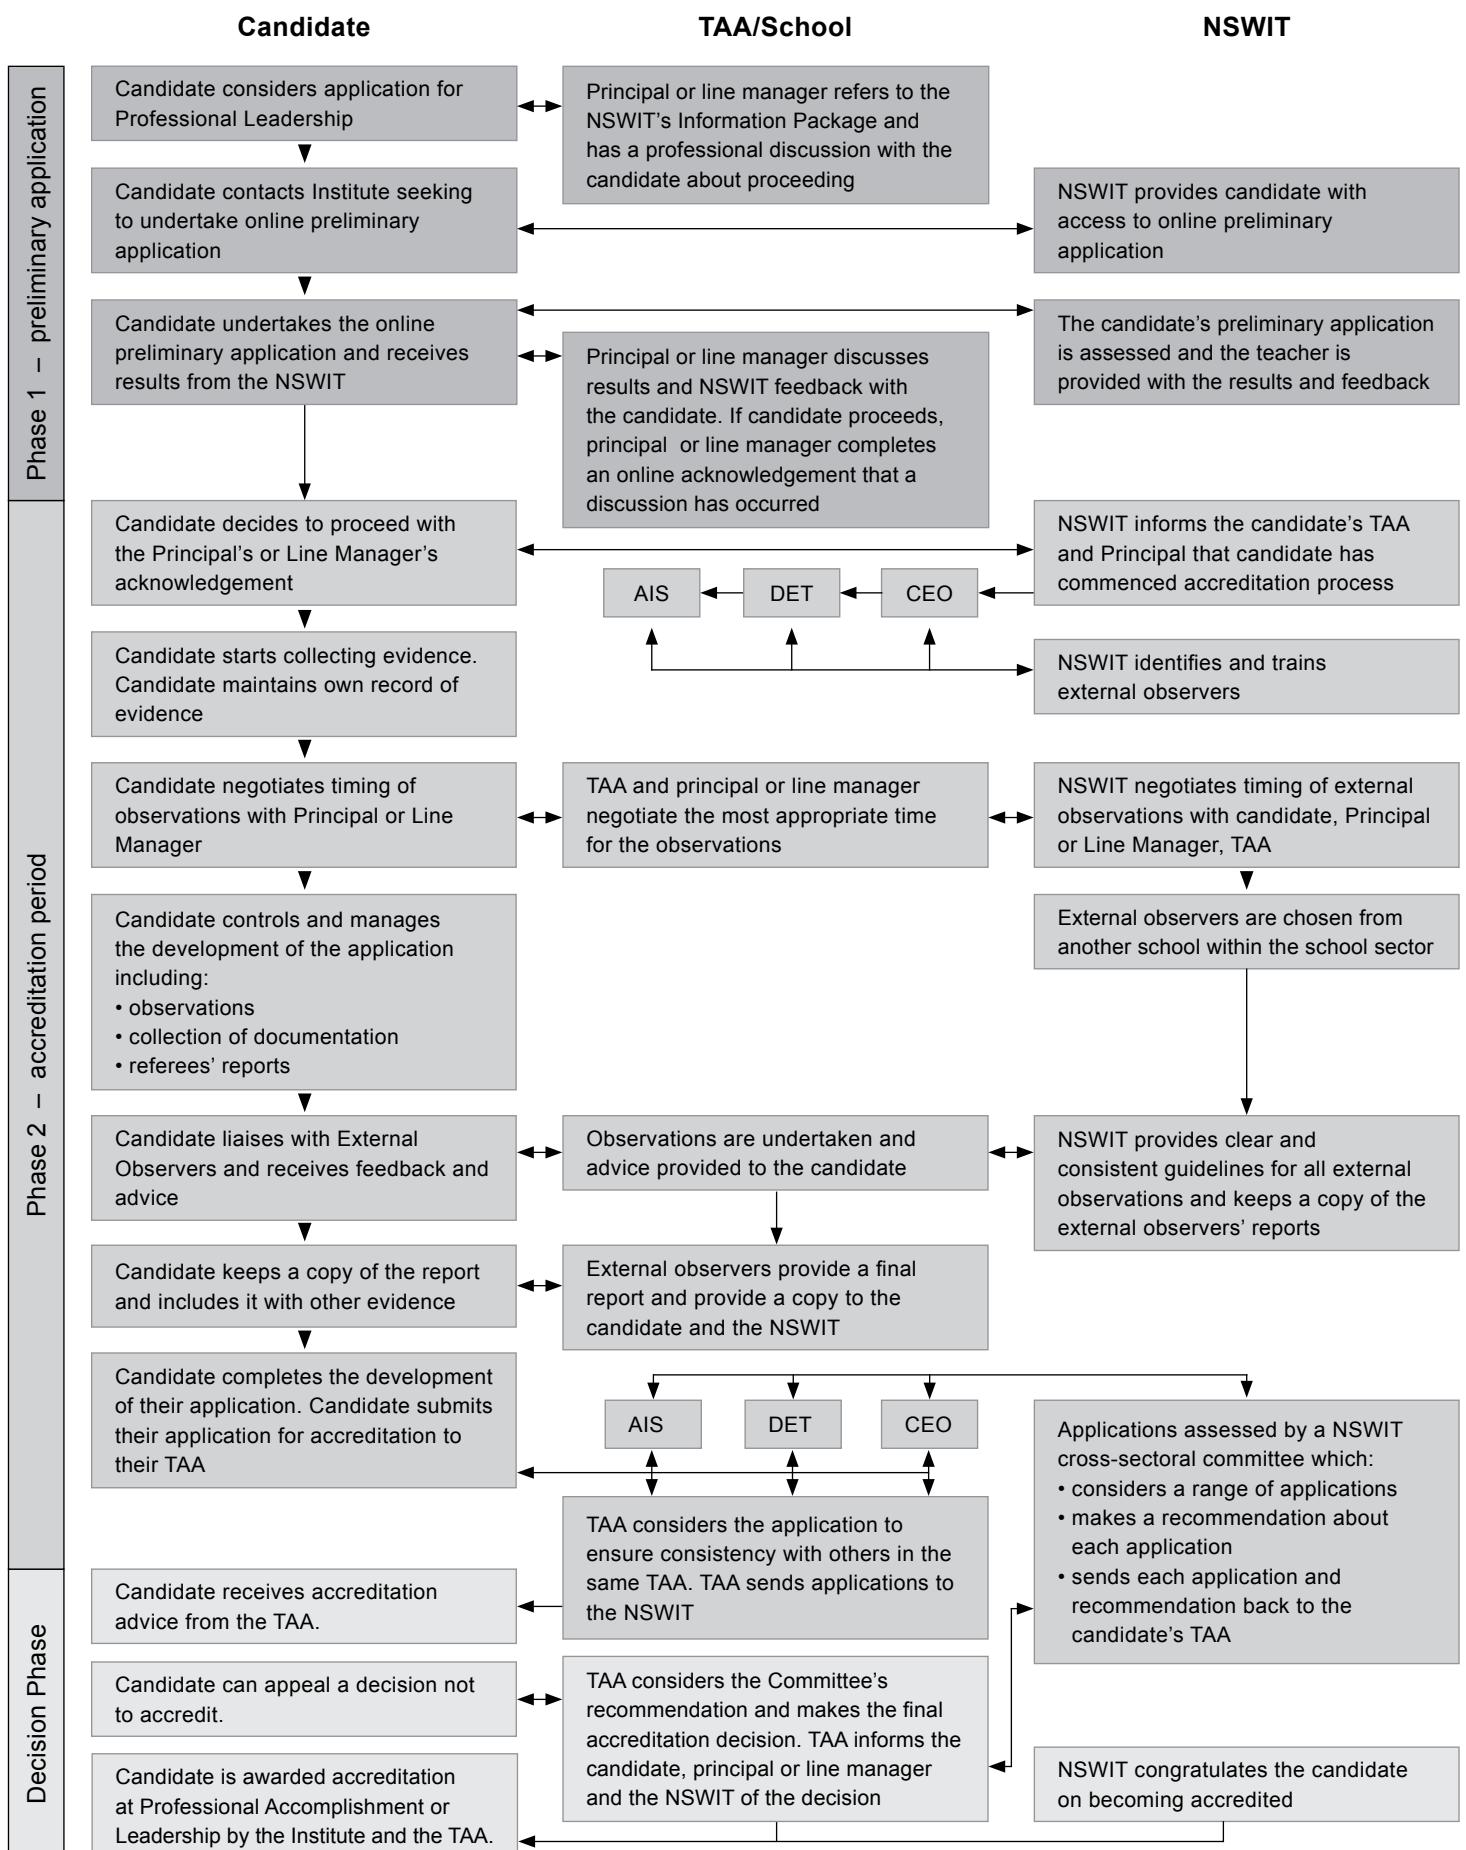 Candidate
TAA/School
NSWIT
Phase 1 – preliminary application
Candidate considers application for
Professional Leadership
Principal or line manager refers to the
NSWIT's Information Package and
has a professional discussion with the
candidate about proceeding
Candidate contacts Institute seeking
to undertake online preliminary
application
NSWIT provides candidate with
access to online preliminary
application
Candidate undertakes the online
preliminary application and receives
results from the NSWIT
Principal or line manager discusses
results and NSWIT feedback with
the candidate. If candidate proceeds,
principal or line manager completes
an online acknowledgement that a
discussion has occurred
The candidate's preliminary application
is assessed and the teacher is
provided with the results and feedback
Phase 2 – accreditation period
Candidate decides to proceed with
the Principal's or Line Manager's
acknowledgement
NSWIT informs the candidate's TAA
and Principal that candidate has
commenced accreditation process
AIS
DET
CEO
Candidate starts collecting evidence.
Candidate maintains own record of
evidence
NSWIT identifies and trains
external observers
Candidate negotiates timing of
observations with Principal or Line
Manager
TAA and principal or line manager
negotiate the most appropriate time
for the observations
NSWIT negotiates timing of external
observations with candidate, Principal
or Line Manager, TAA
Candidate controls and manages
the development of the application
including:
• observations
• collection of documentation
• referees' reports
External observers are chosen from
another school within the school sector
Candidate liaises with External
Observers and receives feedback and
advice
Observations are undertaken and
advice provided to the candidate
NSWIT provides clear and
consistent guidelines for all external
observations and keeps a copy of the
external observers' reports
Candidate keeps a copy of the report
and includes it with other evidence
External observers provide a final
report and provide a copy to the
candidate and the NSWIT
Candidate completes the development
of their application. Candidate submits
their application for accreditation to
their TAA
AIS
DET
CEO
Applications assessed by a NSWIT
cross-sectoral committee which:
• considers a range of applications
• makes a recommendation about
each application
• sends each application and
recommendation back to the
candidate's TAA
TAA considers the application to
ensure consistency with others in the
same TAA. TAA sends applications to
the NSWIT
Decision Phase
Candidate receives accreditation
advice from the TAA.
Candidate can appeal a decision not
to accredit.
TAA considers the Committee's
recommendation and makes the final
accreditation decision. TAA informs the
candidate, principal or line manager
and the NSWIT of the decision
Candidate is awarded accreditation
at Professional Accomplishment or
Leadership by the Institute and the TAA.
NSWIT congratulates the candidate
on becoming accredited